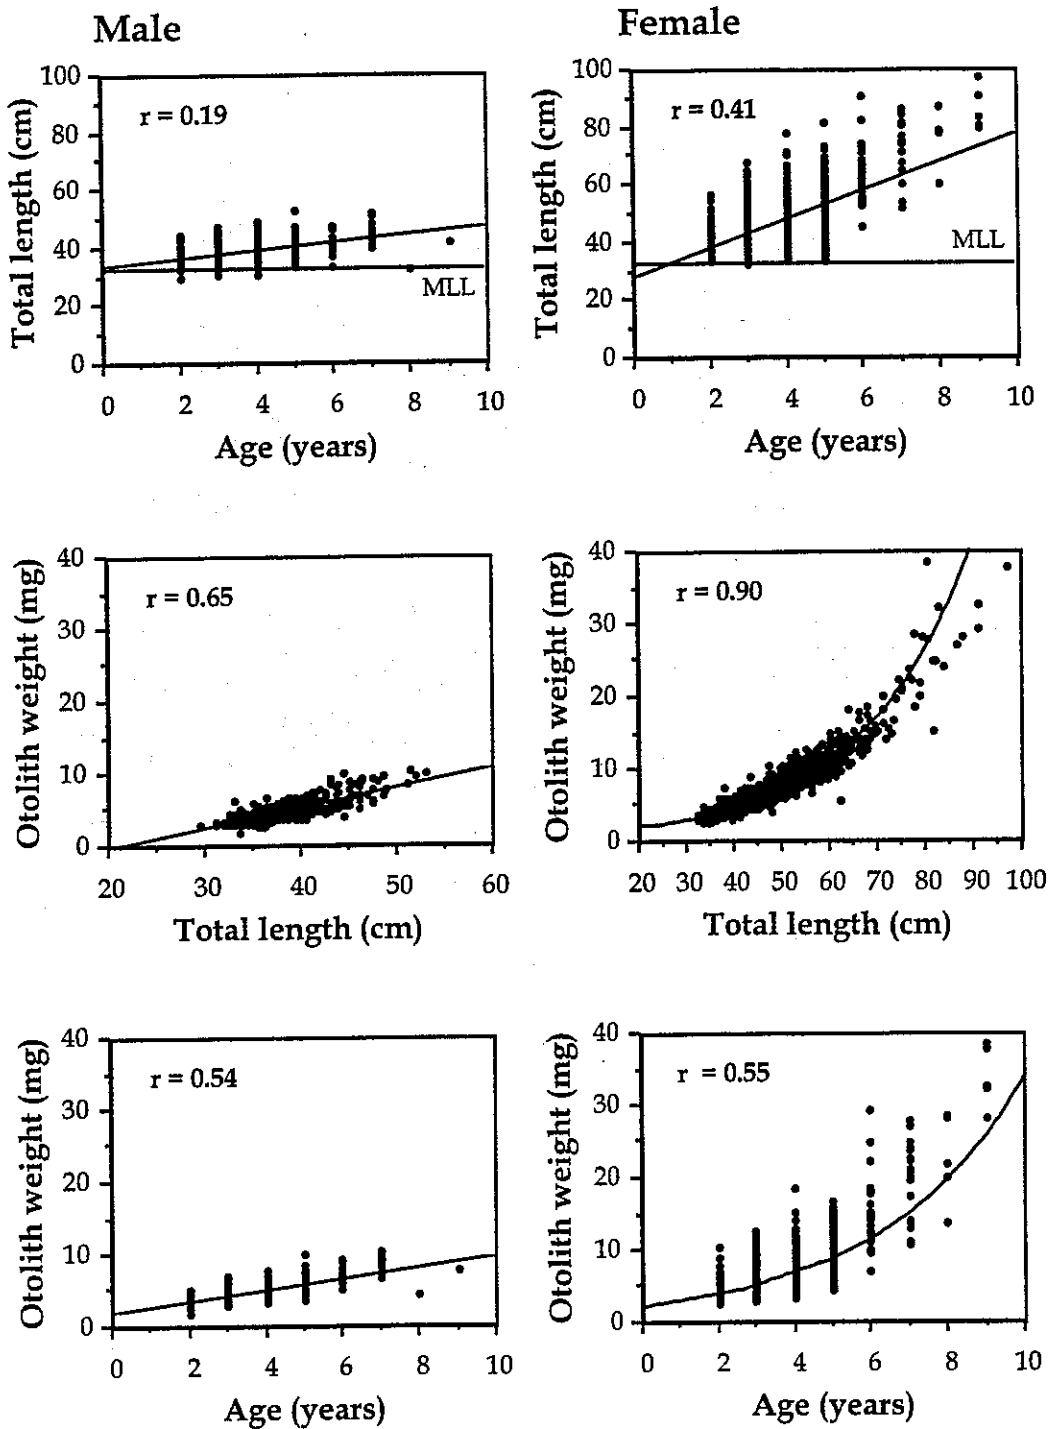 Male
Female
100
80
60
40
20
0
Total length (cm)
r = 0.19
MLL
0 2 4 6 8 10
Age (years)
100
80
60
40
20
0
Total length (cm)
r = 0.41
MLL
0 2 4 6 8 10
Age (years)
40
30
20
10
0
Otolith weight (mg)
r = 0.65
20 30 40 50 60
Total length (cm)
40
30
20
10
0
Otolith weight (mg)
r = 0.90
20 30 40 50 60 70 80 90 100
Total length (cm)
40
30
20
10
0
Otolith weight (mg)
r = 0.54
0 2 4 6 8 10
Age (years)
40
30
20
10
0
Otolith weight (mg)
r = 0.55
0 2 4 6 8 10
Age (years)